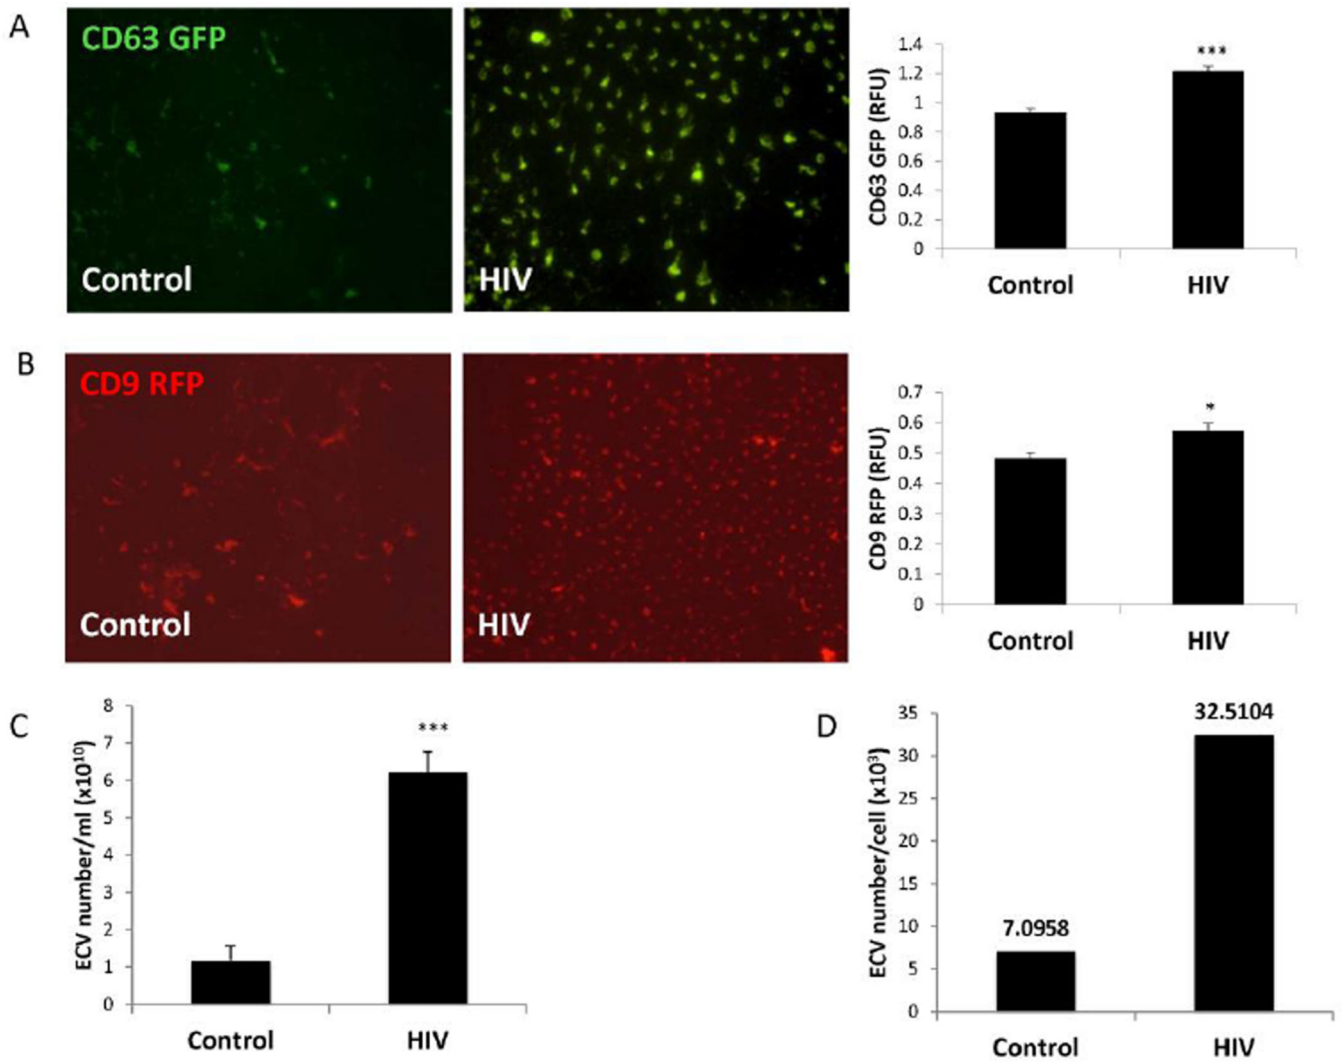 A
CD63 GFP
Control
HIV
CD63 GFP (RFU)
1.4
1.2
1
0.8
0.6
0.4
0.2
0
***
Control
HIV
B
CD9 RFP
Control
HIV
CD9 RFP (RFU)
0.7
0.6
0.5
0.4
0.3
0.2
0.1
0
*
Control
HIV
C
ECV number/ml (x10¹⁰)
8
7
6
5
4
3
2
1
0
***
Control
HIV
D
ECV number/cell (x10³)
35
30
25
20
15
10
5
0
7.0958
32.5104
Control
HIV